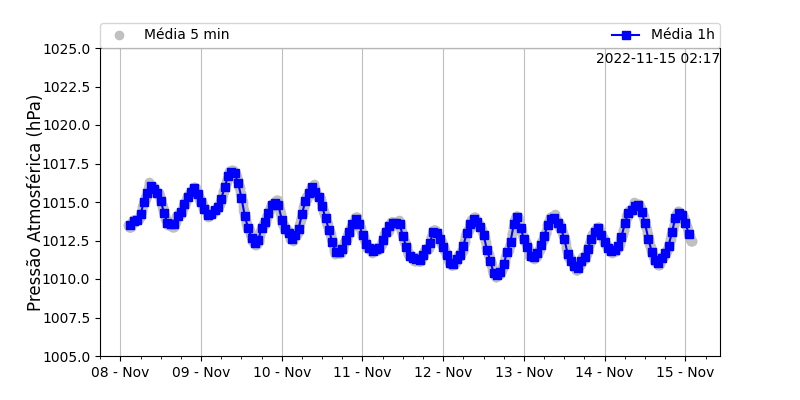 Média 5 min
Média 1h
2022-11-15 02:17
Pressão Atmosférica (hPa)
1025.0
1022.5
1020.0
1017.5
1015.0
1012.5
1010.0
1007.5
1005.0
08 - Nov
09 - Nov
10 - Nov
11 - Nov
12 - Nov
13 - Nov
14 - Nov
15 - Nov